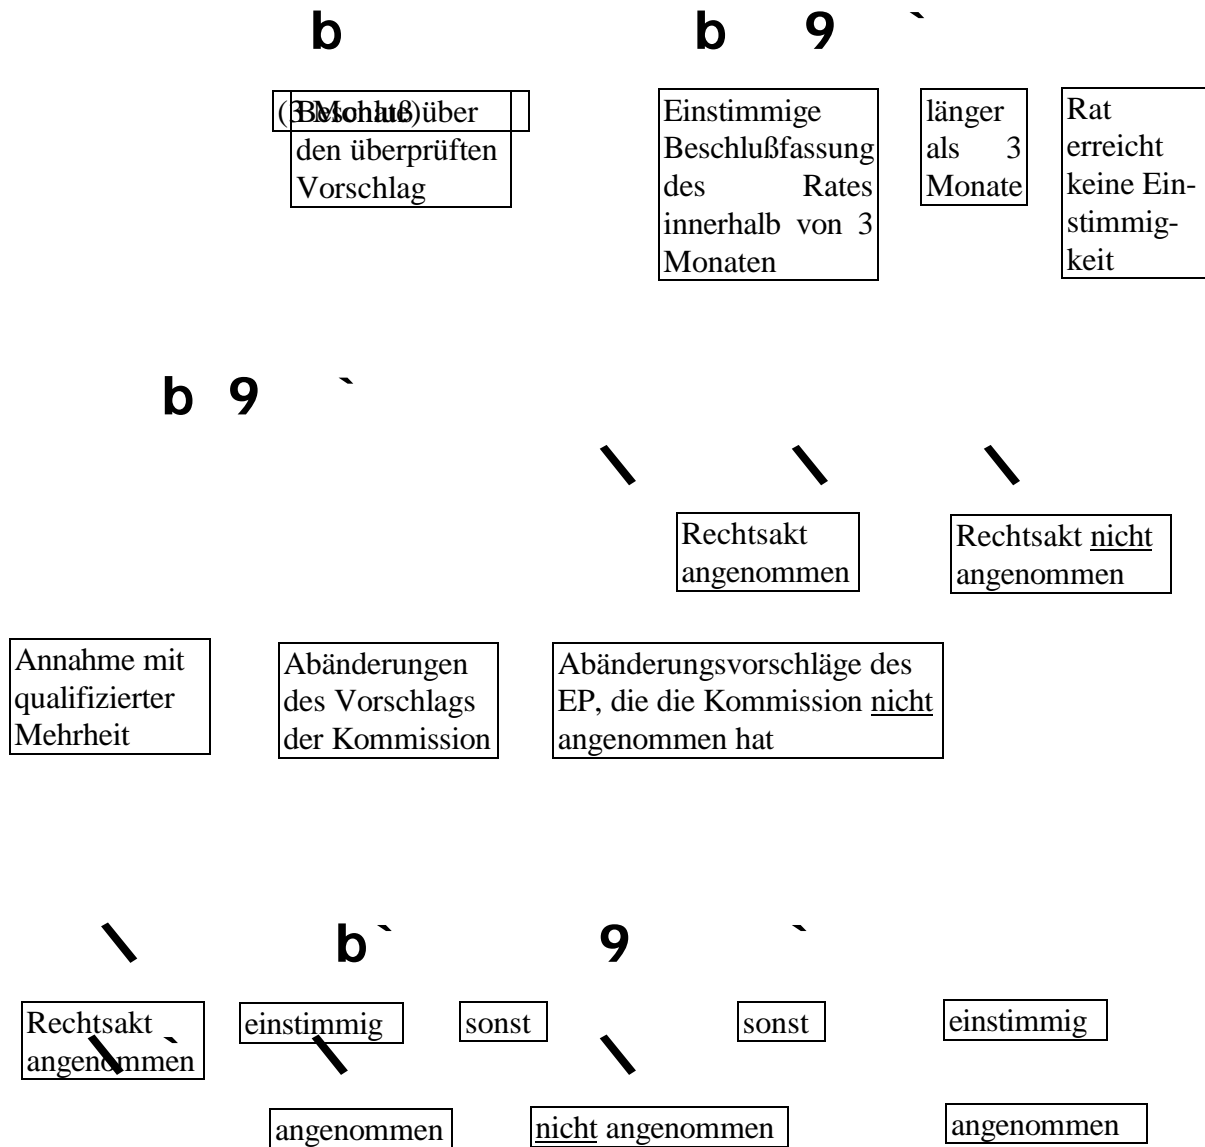 b b 9 `
(3 Monate)
Beschluß über
den überprüften
Vorschlag
Einstimmige
Beschlußfassung
des Rates
innerhalb von 3
Monaten
länger
als 3
Monate
Rat
erreicht
keine Ein-
stimmig-
keit
b 9 `
\ \ \
Rechtsakt
angenommen
Rechtsakt nicht
angenommen
Annahme mit
qualifizierter
Mehrheit
Abänderungen
des Vorschlags
der Kommission
Abänderungsvorschläge des
EP, die die Kommission nicht
angenommen hat
\ b ` 9 `
Rechtsakt
angenommen
einstimmig
sonst
sonst
einstimmig
\ ` \ \
angenommen
nicht angenommen
angenommen